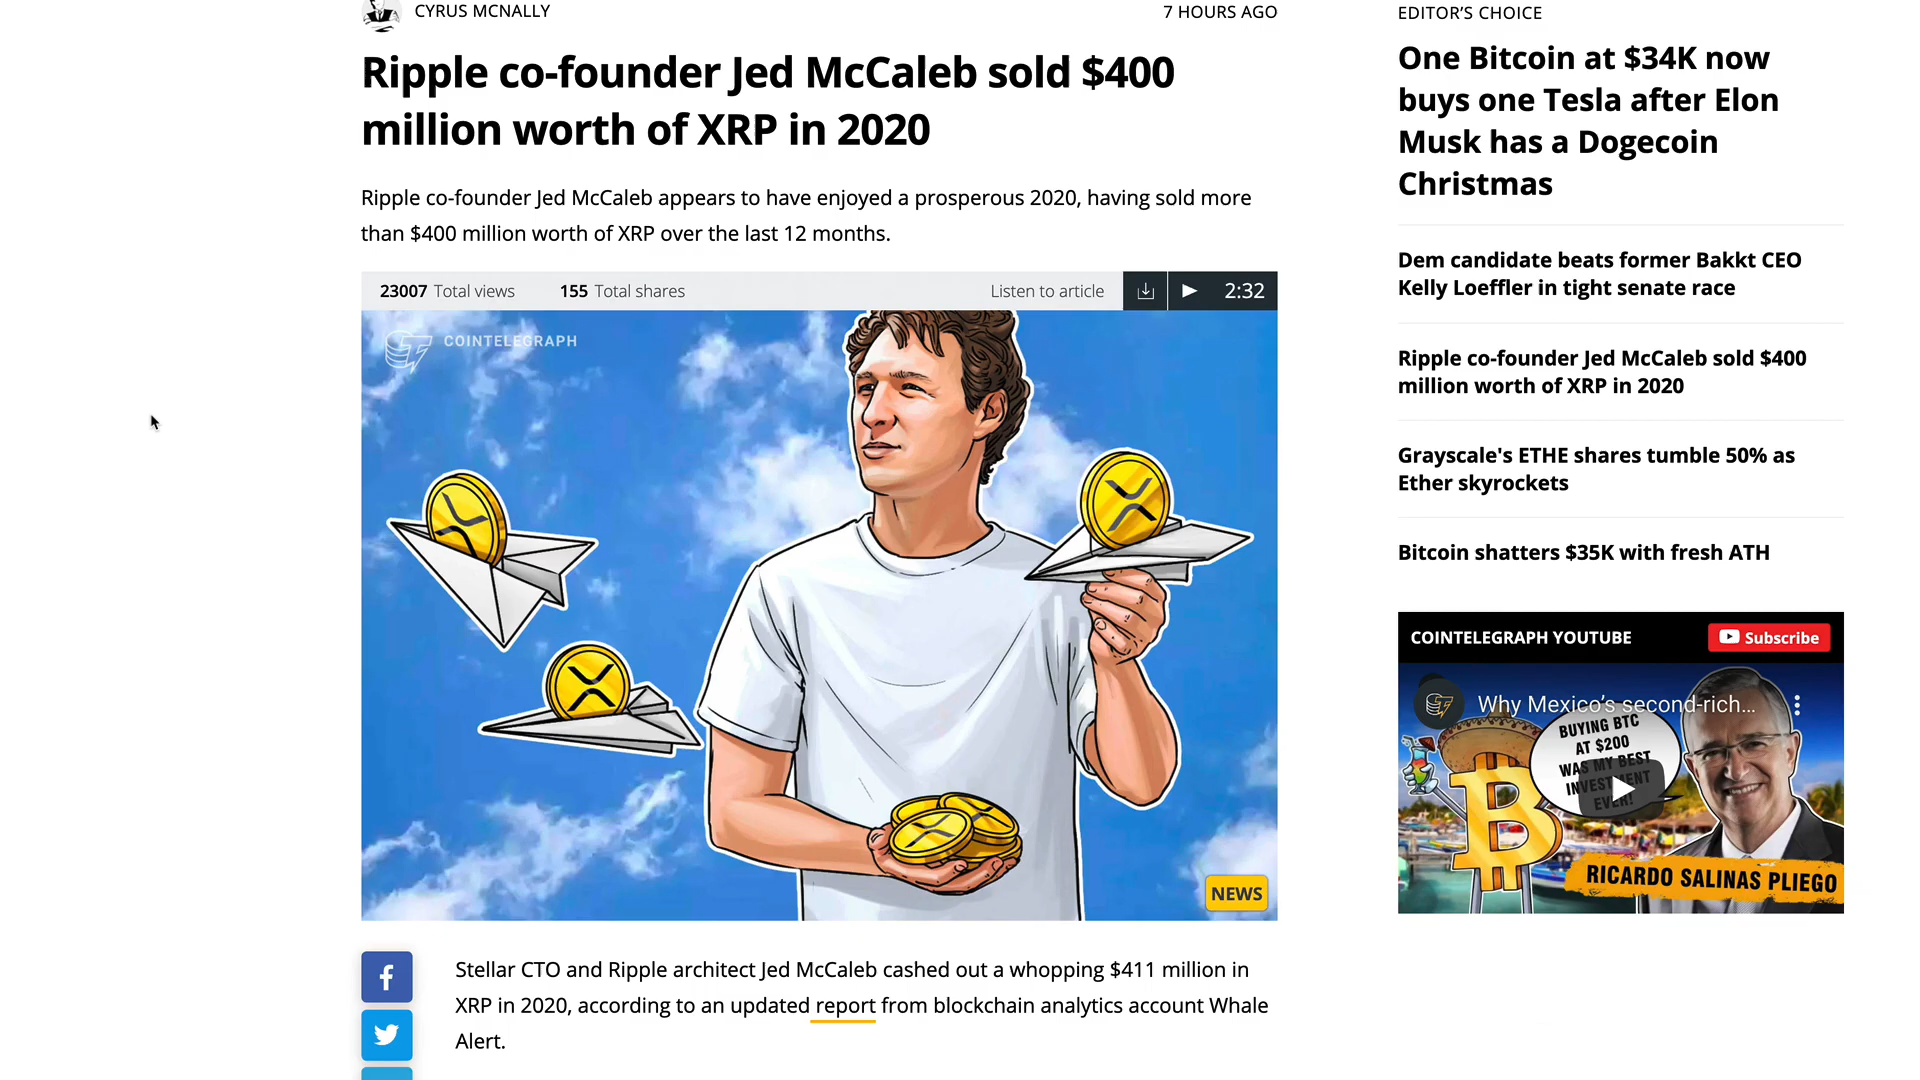 CYRUS MCNALLY
7 HOURS AGO
Ripple co-founder Jed McCaleb sold $400
million worth of XRP in 2020
Ripple co-founder Jed McCaleb appears to have enjoyed a prosperous 2020, having sold more
than $400 million worth of XRP over the last 12 months.
23007 Total views
155 Total shares
Listen to article
2:32
COINTELEGRAPH
NEWS
Stellar CTO and Ripple architect Jed McCaleb cashed out a whopping $411 million in
XRP in 2020, according to an updated report from blockchain analytics account Whale
Alert.
EDITOR'S CHOICE
One Bitcoin at $34K now
buys one Tesla after Elon
Musk has a Dogecoin
Christmas
Dem candidate beats former Bakkt CEO
Kelly Loeffler in tight senate race
Ripple co-founder Jed McCaleb sold $400
million worth of XRP in 2020
Grayscale's ETHE shares tumble 50% as
Ether skyrockets
Bitcoin shatters $35K with fresh ATH
COINTELEGRAPH YOUTUBE
Subscribe
Why Mexico's second-rich...
BUYING BTC
AT $200
WAS MY BEST
INVESTMENT
EVER!
RICARDO SALINAS PLIEGO